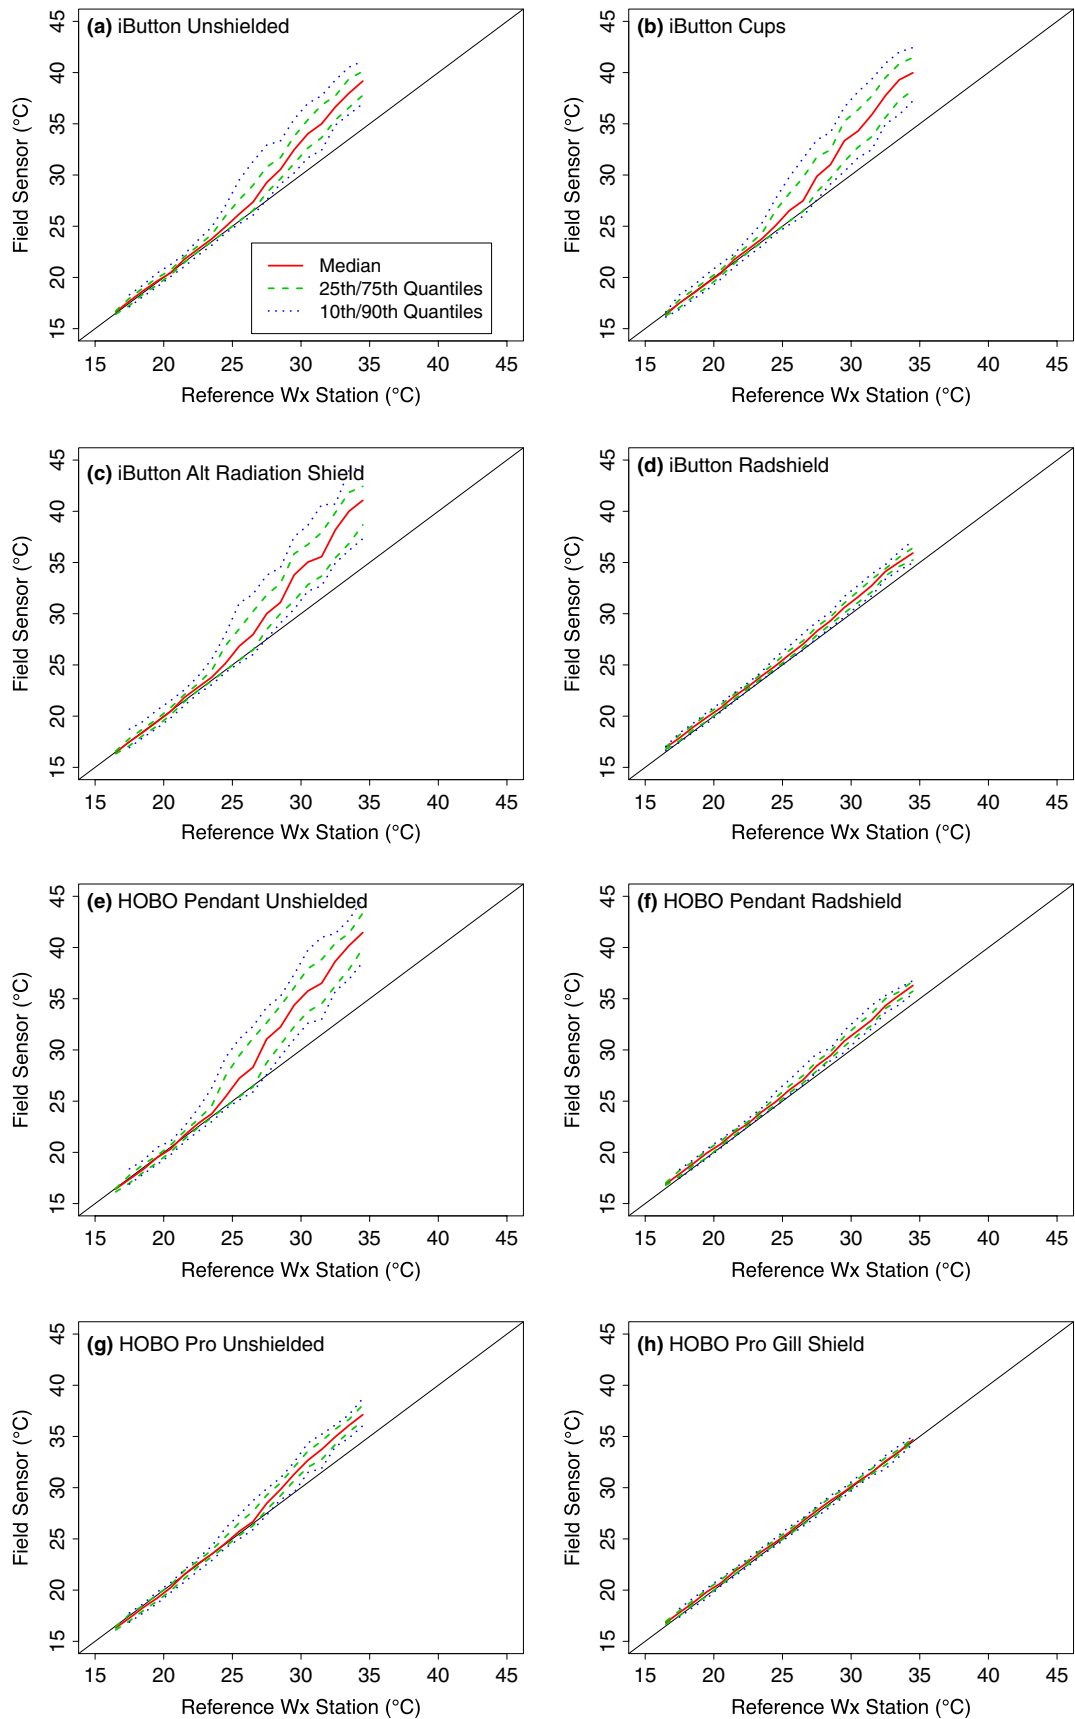 (a) iButton Unshielded
45
40
35
30
25
20
15
Field Sensor (°C)
Median
25th/75th Quantiles
10th/90th Quantiles
15 20 25 30 35 40 45
Reference Wx Station (°C)
(b) iButton Cups
45
40
35
30
25
20
15
Field Sensor (°C)
15 20 25 30 35 40 45
Reference Wx Station (°C)
(c) iButton Alt Radiation Shield
45
40
35
30
25
20
15
Field Sensor (°C)
15 20 25 30 35 40 45
Reference Wx Station (°C)
(d) iButton Radshield
45
40
35
30
25
20
15
Field Sensor (°C)
15 20 25 30 35 40 45
Reference Wx Station (°C)
(e) HOBO Pendant Unshielded
45
40
35
30
25
20
15
Field Sensor (°C)
15 20 25 30 35 40 45
Reference Wx Station (°C)
(f) HOBO Pendant Radshield
45
40
35
30
25
20
15
Field Sensor (°C)
15 20 25 30 35 40 45
Reference Wx Station (°C)
(g) HOBO Pro Unshielded
45
40
35
30
25
20
15
Field Sensor (°C)
15 20 25 30 35 40 45
Reference Wx Station (°C)
(h) HOBO Pro Gill Shield
45
40
35
30
25
20
15
Field Sensor (°C)
15 20 25 30 35 40 45
Reference Wx Station (°C)